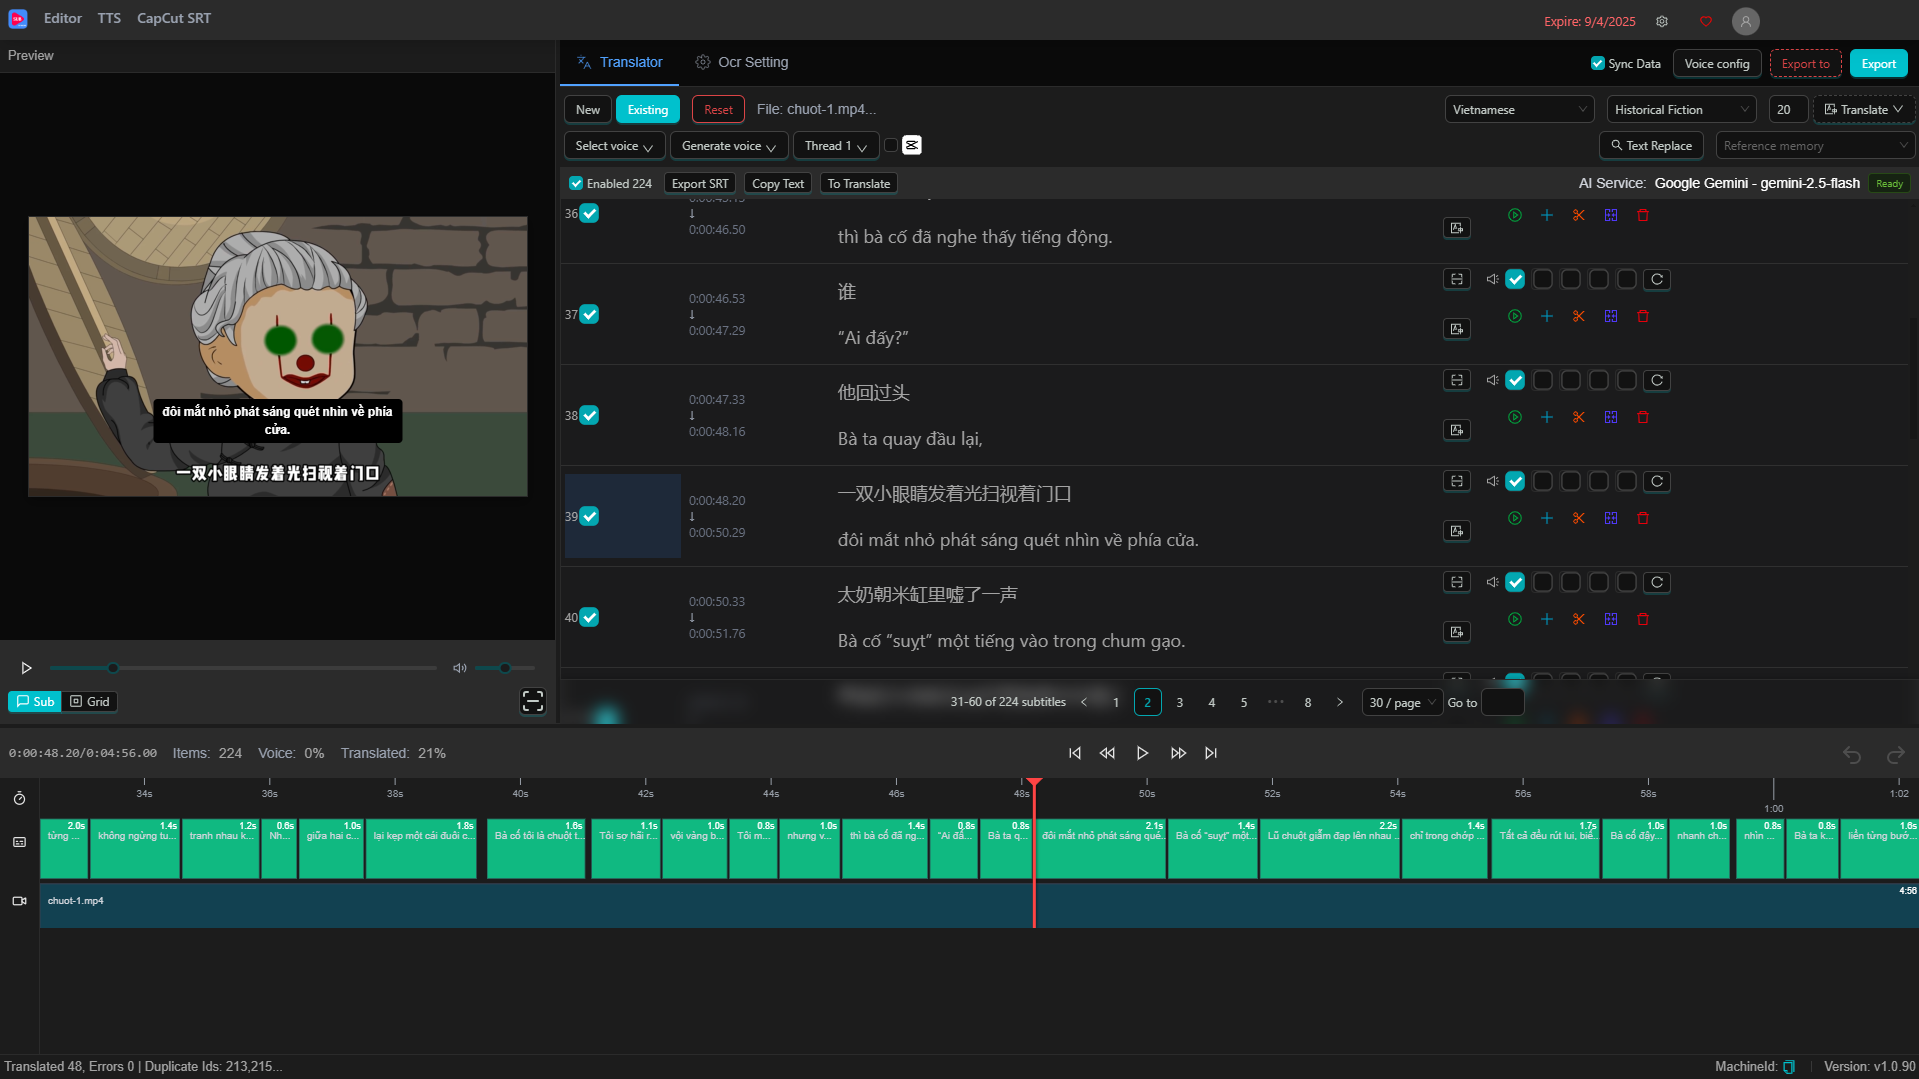 Editor TTS CapCut SRT
Expire: 9/4/2025
Preview
Translator Ocr Setting
Sync Data Voice config Export to Export
New Existing Reset File: chuot-1.mp4...
Vietnamese Historical Fiction 20 Translate
Select voice Generate voice Thread 1
Text Replace Reference memory
Enabled 224 Export SRT Copy Text To Translate
AI Service: Google Gemini - gemini-2.5-flash Ready
36
0:00:46.50
thì bà cố đã nghe thấy tiếng động.
37
0:00:46.53
↓
0:00:47.29
谁
“Ai đấy?”
38
0:00:47.33
↓
0:00:48.16
他回过头
Bà ta quay đầu lại,
39
0:00:48.20
↓
0:00:50.29
一双小眼睛发着光扫视着门口
đôi mắt nhỏ phát sáng quét nhìn về phía cửa.
40
0:00:50.33
↓
0:00:51.76
太奶朝米缸里嘘了一声
Bà cố “suỵt” một tiếng vào trong chum gạo.
đôi mắt nhỏ phát sáng quét nhìn về phía
cửa.
一双小眼睛发着光扫视着门口
Sub Grid
31-60 of 224 subtitles < 1 2 3 4 5 ••• 8 > 30 / page Go to
0:00:48.20/0:04:56.00 Items: 224 Voice: 0% Translated: 21%
34s 36s 38s 40s 42s 44s 46s 48s 50s 52s 54s 56s 58s 1:00 1:02
2.0s 1.4s 1.2s 0.6s 1.0s 1.8s 1.6s 1.1s 1.0s 0.8s 1.0s 1.4s 0.8s 0.8s 2.1s 1.4s 2.2s 1.4s 1.7s 1.0s 1.0s 0.8s 0.8s 1.6s
từng ... không ngừng tu... tranh nhau k... Nh... giữa hai c... lại kẹp một cái đuôi c... Bà cố tôi là chuột t... Tôi sợ hãi r... vội vàng b... Tôi m... nhưng v... thì bà cố đã ng... “Ai đấ... Bà ta q... đôi mắt nhỏ phát sáng qué... Bà cố “suỵt” một... Lũ chuột giẫm đạp lên nhau ... chỉ trong chớp ... Tất cả đều rút lui, biế... Bà cố đậy... nhanh ch... nhìn ... Bà ta k... liền từng bướ...
chuot-1.mp4 4:56
Translated 48, Errors 0 | Duplicate Ids: 213,215...
MachineId: Version: v1.0.90